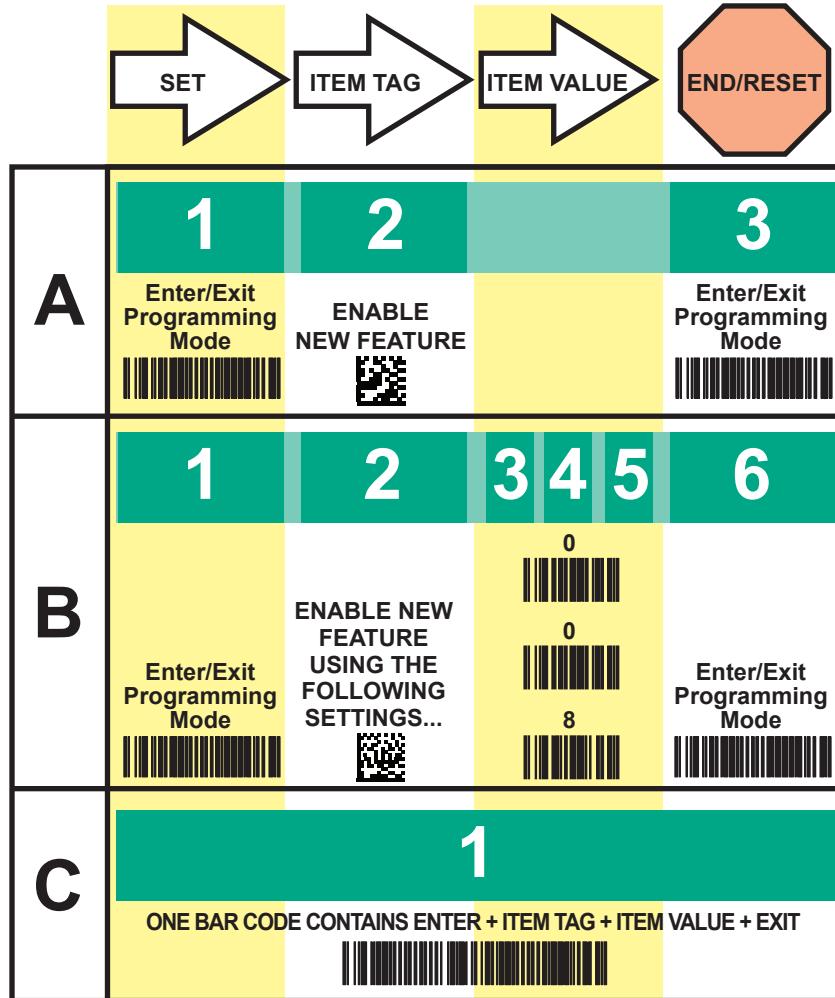 SET
ITEM TAG
ITEM VALUE
END/RESET
A
1
2
3
Enter/Exit
Programming
Mode
ENABLE
NEW FEATURE
Enter/Exit
Programming
Mode
B
1
2
3
4
5
6
Enter/Exit
Programming
Mode
ENABLE NEW
FEATURE
USING THE
FOLLOWING
SETTINGS...
0
0
8
Enter/Exit
Programming
Mode
C
1
ONE BAR CODE CONTAINS ENTER + ITEM TAG + ITEM VALUE + EXIT